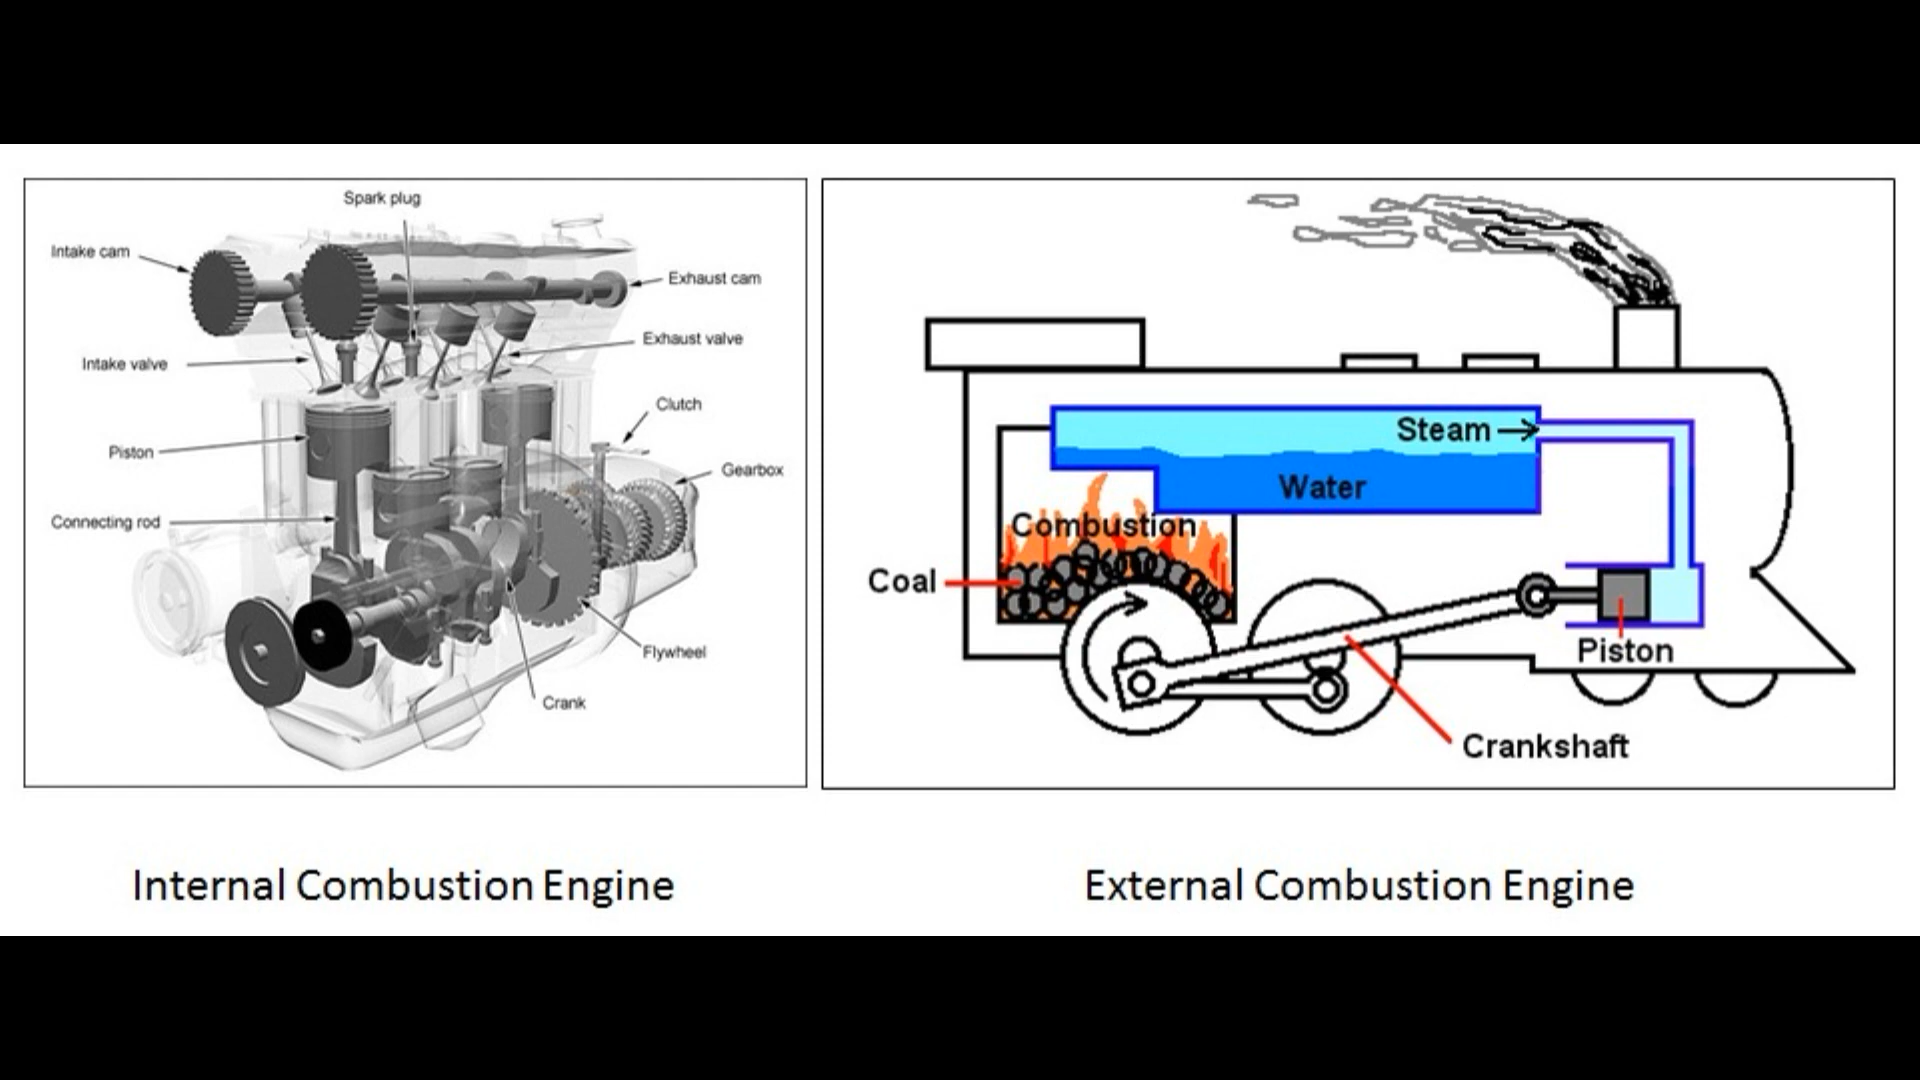 Spark plug
Intake cam
Exhaust cam
Exhaust valve
Intake valve
Clutch
Piston
Gearbox
Connecting rod
Flywheel
Crank
Steam
Water
Combustion
Coal
Piston
Crankshaft
Internal Combustion Engine
External Combustion Engine